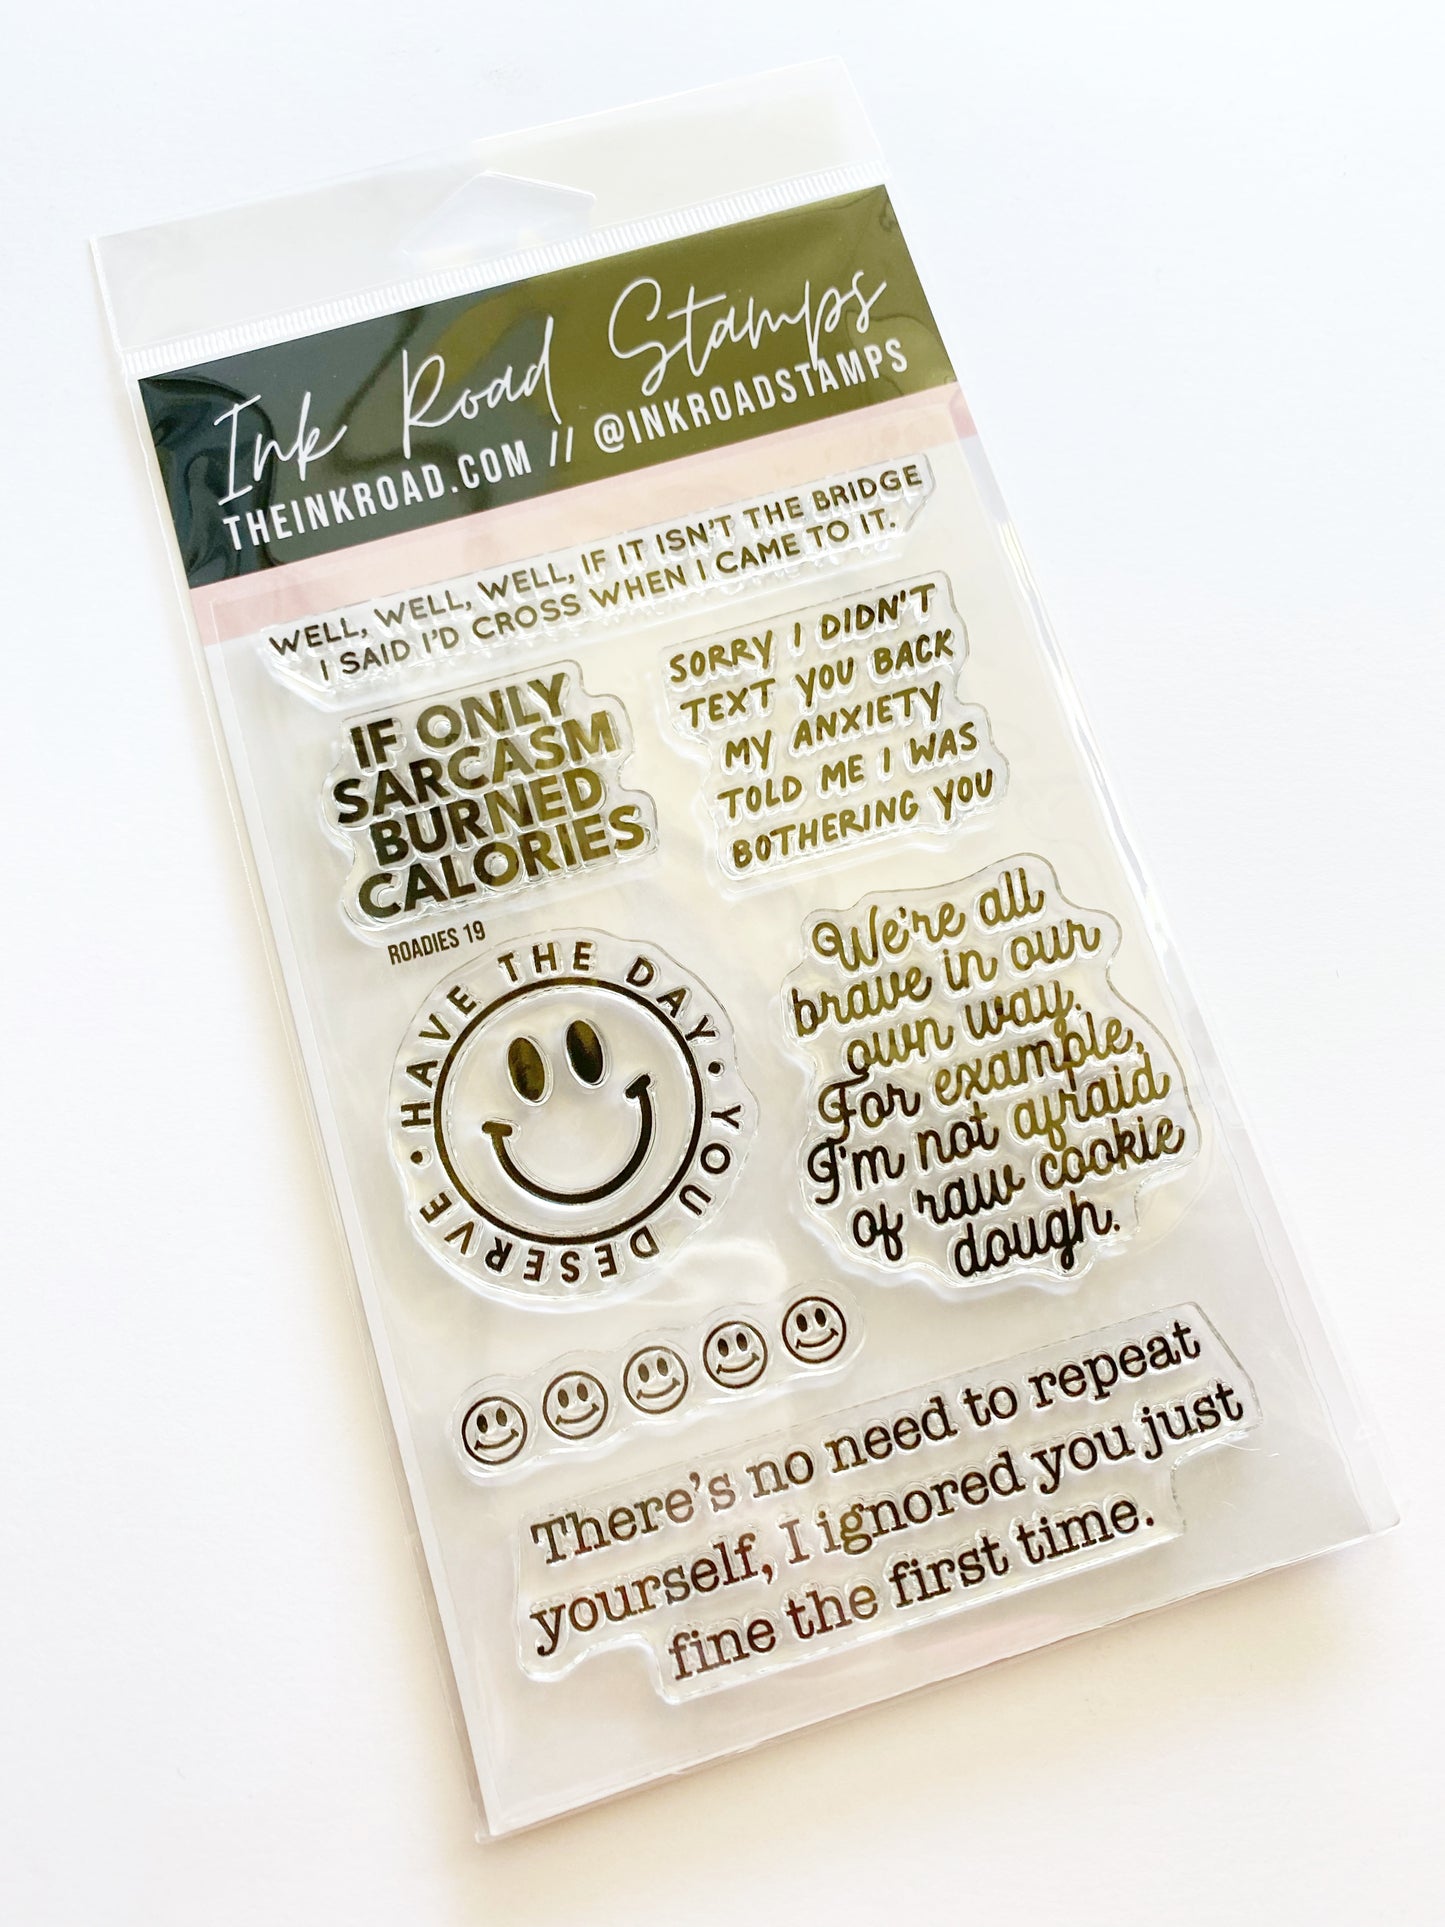 Ink Road Stamps
THEINKROAD.COM // @INKROADSTAMPS
WELL, WELL, WELL, IF IT ISN'T THE BRIDGE
I SAID I'D CROSS WHEN I CAME TO IT.
IF ONLY
SARCASM
BURNED
CALORIES
SORRY I DIDN'T
TEXT YOU BACK
MY ANXIETY
TOLD ME I WAS
BOTHERING YOU
ROADIES 19
HAVE THE DAY • YOU DESERVE •
We're all
brave in our
own way.
For example,
I'm not afraid
of raw cookie
dough.
There's no need to repeat
yourself, I ignored you just
fine the first time.